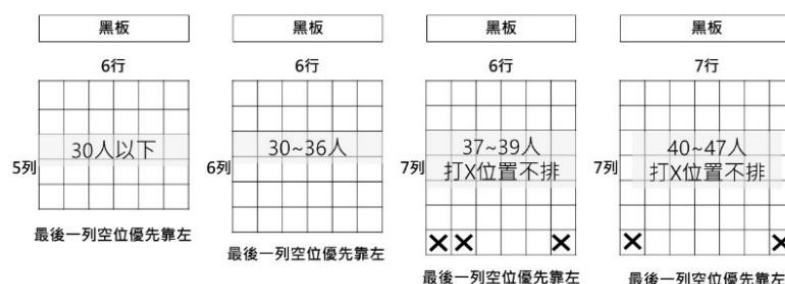 黑板
6行
5列
30人以下
最後一列空位優先靠左
黑板
6行
6列
30~36人
最後一列空位優先靠左
黑板
6行
7列
37~39人
打X位置不排
最後一列空位優先靠左
黑板
7行
7列
40~47人
打X位置不排
最後一列空位優先靠左